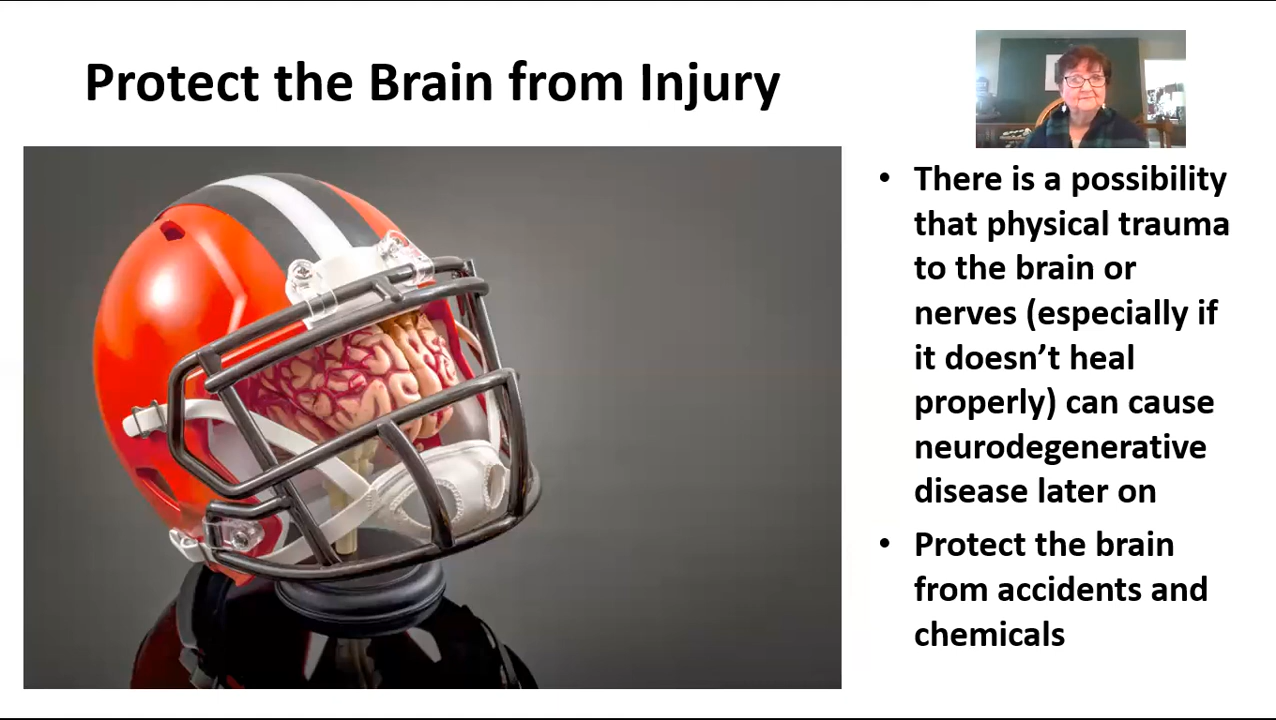 Protect the Brain from Injury
• There is a possibility
that physical trauma
to the brain or
nerves (especially if
it doesn’t heal
properly) can cause
neurodegenerative
disease later on
• Protect the brain
from accidents and
chemicals